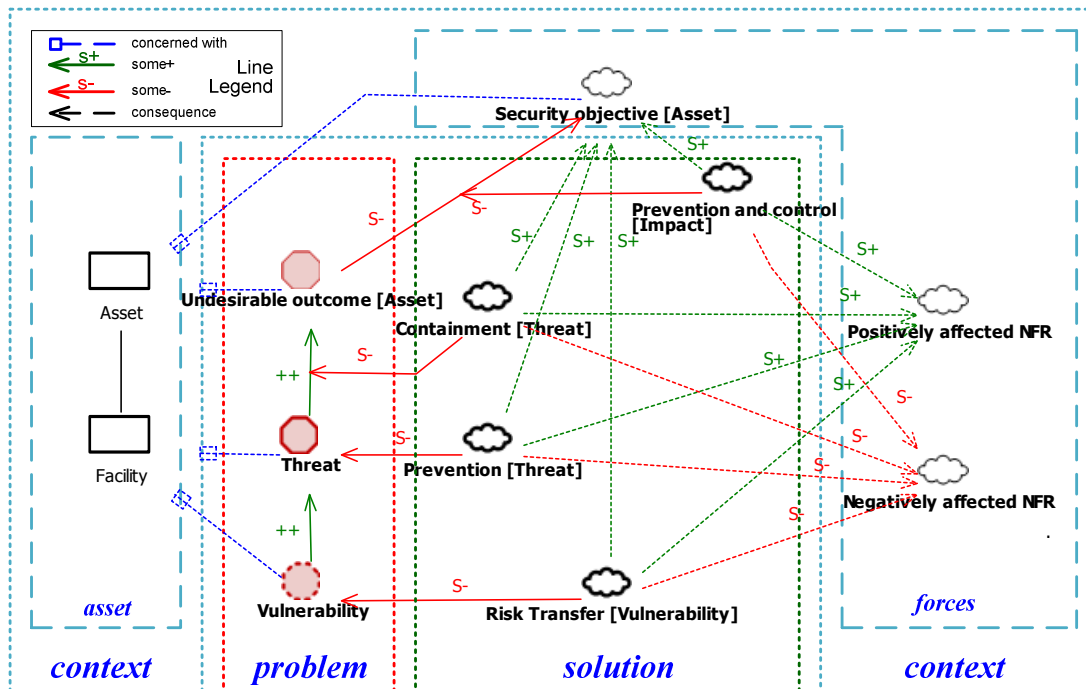 concerned with
S+
some+
Line
S-
some-
Legend
consequence
Security objective [Asset]
S+
Prevention and control
[Impact]
S-
S-
S+
S+
S+
S+
Asset
Undesirable outcome [Asset]
S+
Containment [Threat]
Positively affected NFR
++
S-
S+
S+
S-
Facility
Threat
S-
Prevention [Threat]
S-
S-
Negatively affected NFR
++
S-
.
S-
Vulnerability
Risk Transfer [Vulnerability]
asset
forces
context
problem
solution
context